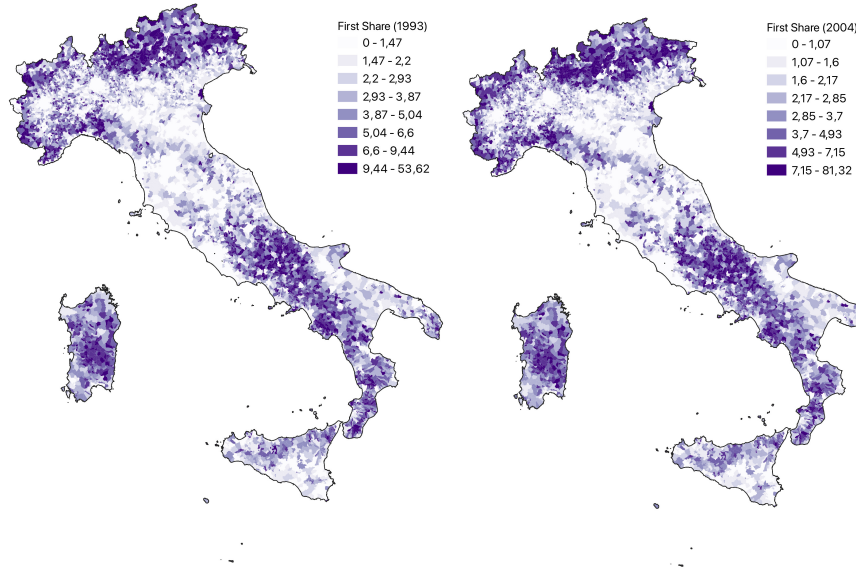 First Share (1993)
0 - 1,47
1,47 - 2,2
2,2 - 2,93
2,93 - 3,87
3,87 - 5,04
5,04 - 6,6
6,6 - 9,44
9,44 - 53,62
First Share (2004)
0 - 1,07
1,07 - 1,6
1,6 - 2,17
2,17 - 2,85
2,85 - 3,7
3,7 - 4,93
4,93 - 7,15
7,15 - 81,32